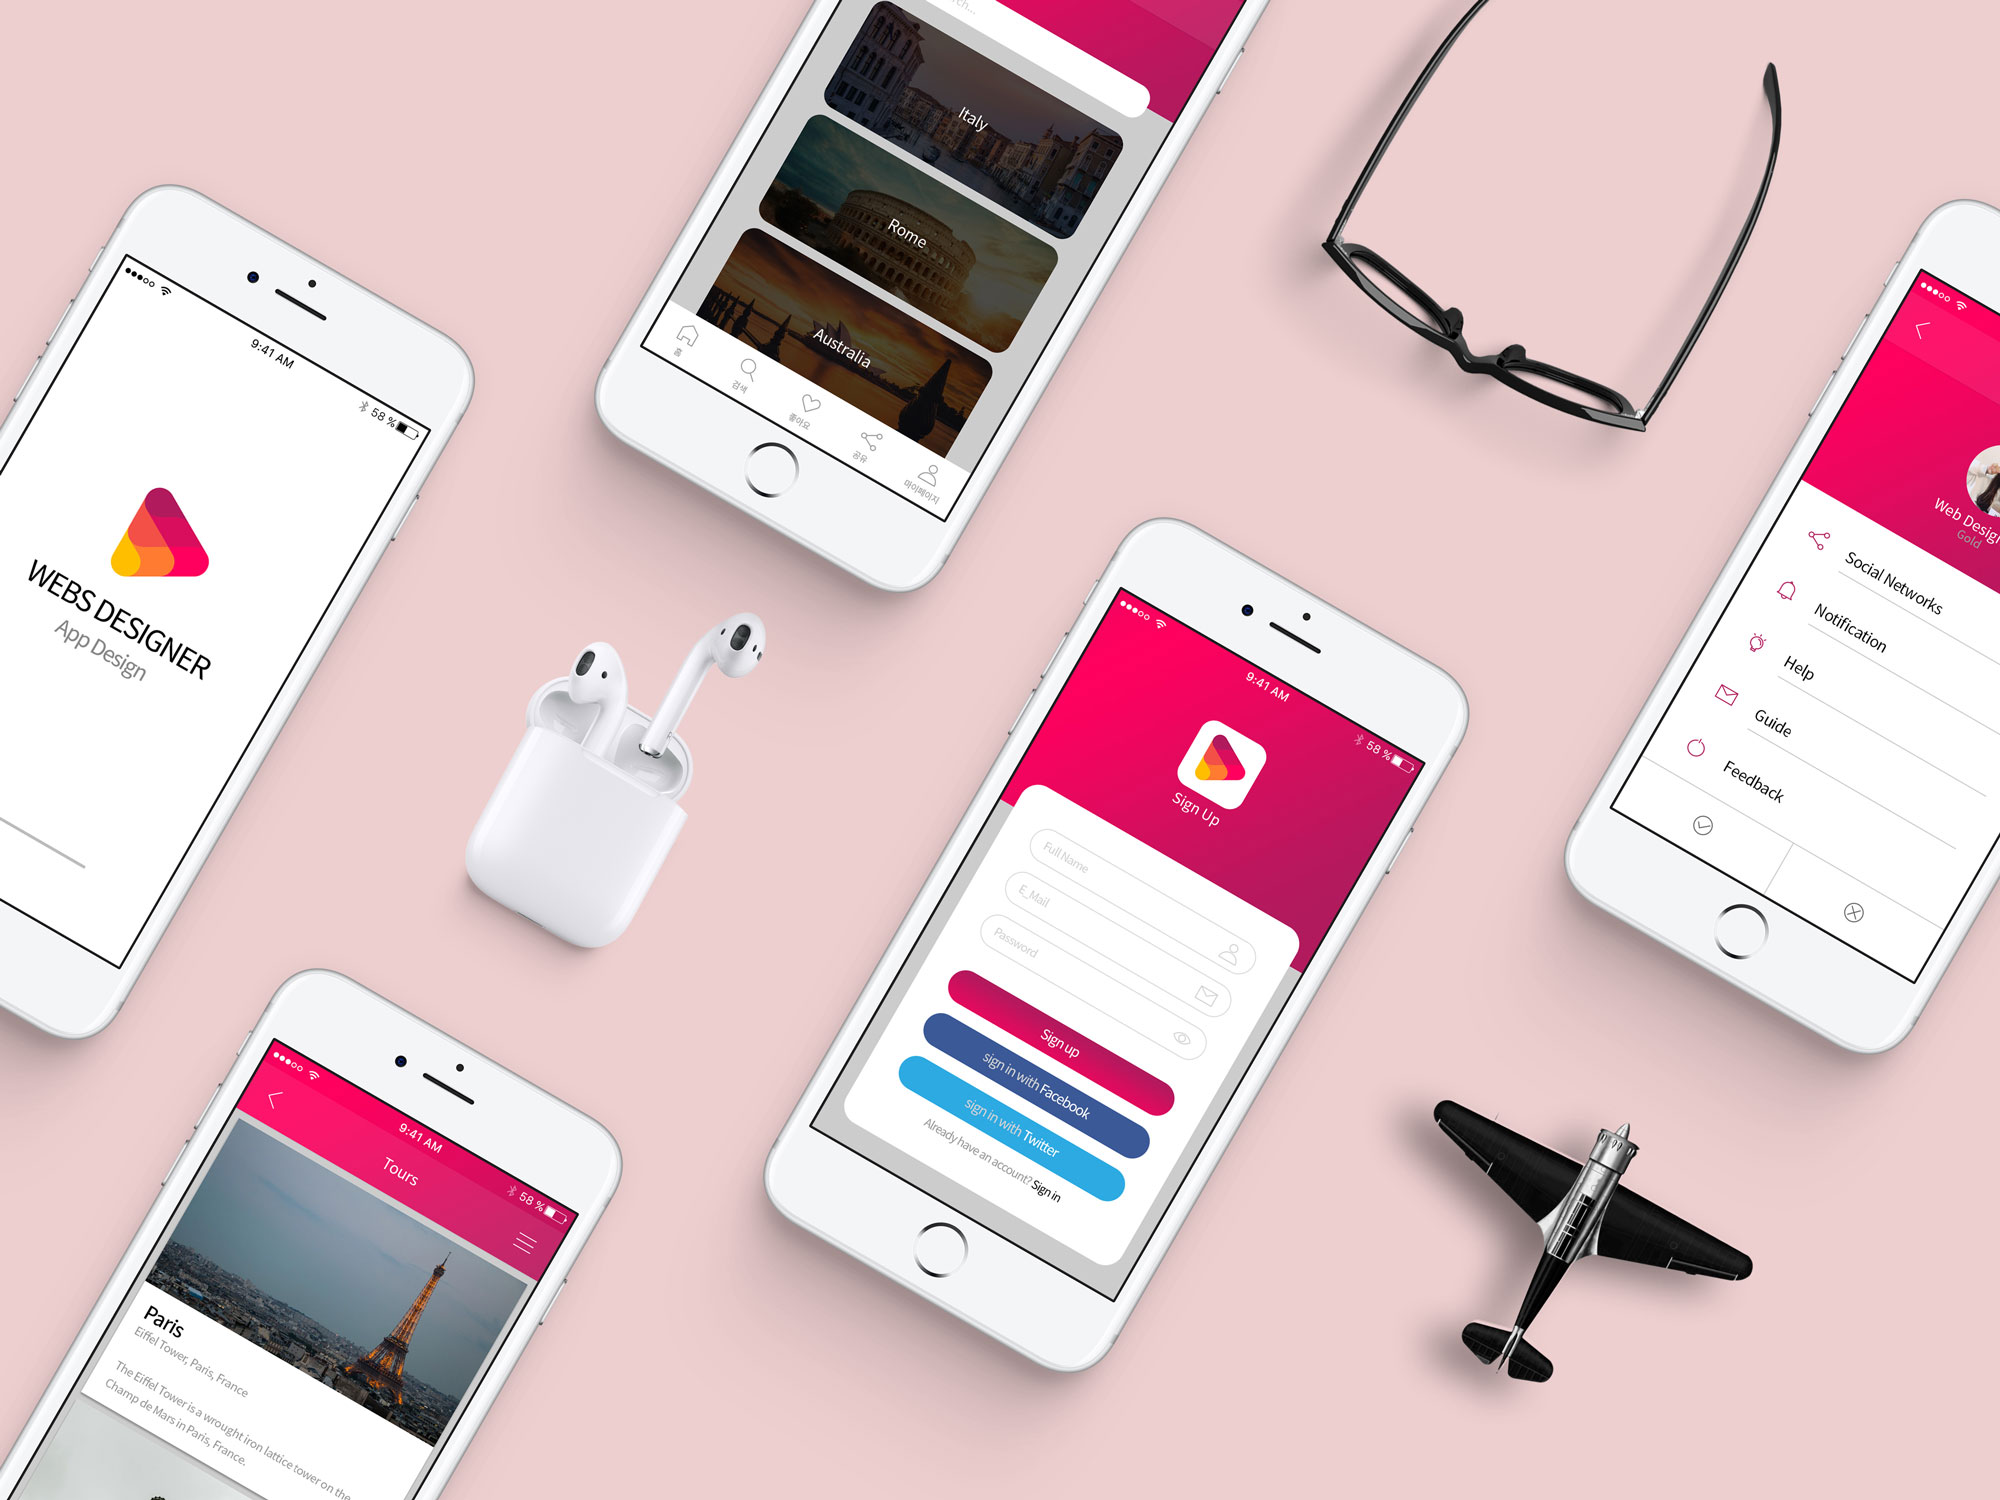 9:41 AM
58 %
WEBS DESIGNER
App Design
Italy
Rome
Australia
홈
검색
좋아요
공유
마이페이지
9:41 AM
58 %
Sign Up
Full Name
E_Mail
Password
Sign up
sign in with Facebook
sign in with Twitter
Already have an account? Sign in
Gold
Social Networks
Notification
Help
Guide
Feedback
9:41 AM
58 %
Tours
Paris
Eiffel Tower, Paris, France
The Eiffel Tower is a wrought iron lattice tower on the
Champ de Mars in Paris, France.